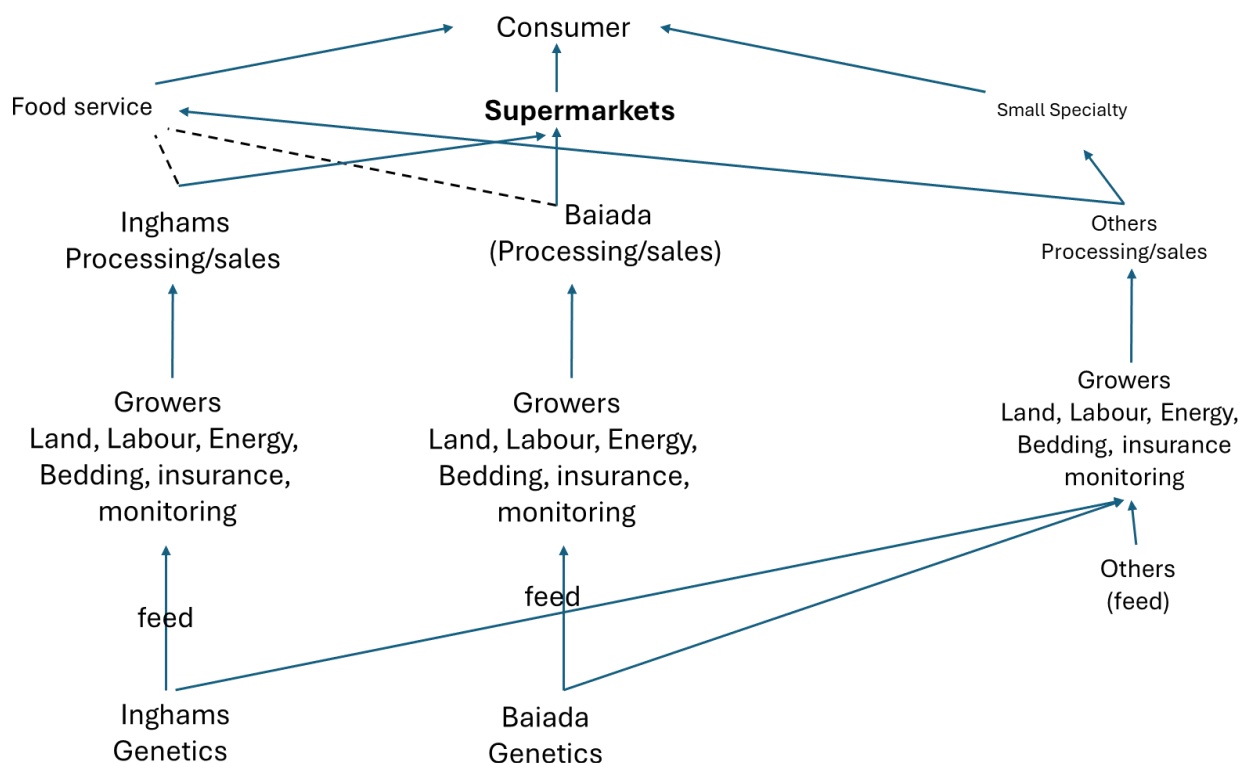 Consumer
Food service
Supermarkets
Small Specialty
Inghams
Processing/sales
Baiada
(Processing/sales)
Others
Processing/sales
Growers
Land, Labour, Energy,
Bedding, insurance,
monitoring
Growers
Land, Labour, Energy,
Bedding, insurance,
monitoring
Growers
Land, Labour, Energy,
Bedding, insurance
monitoring
feed
feed
Others
(feed)
Inghams
Genetics
Baiada
Genetics